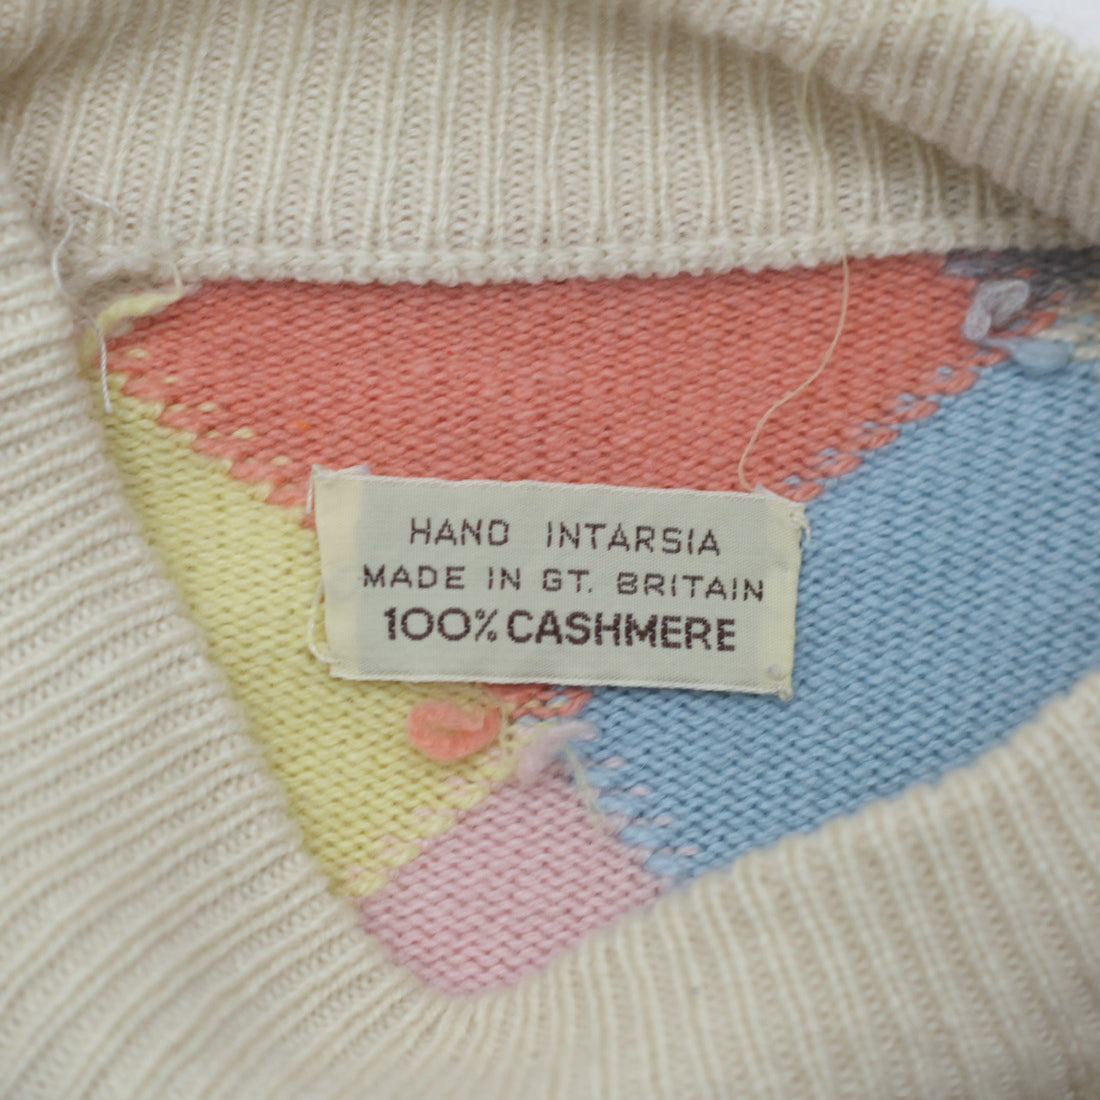 HAND INTARSIA
MADE IN GT. BRITAIN
100% CASHMERE